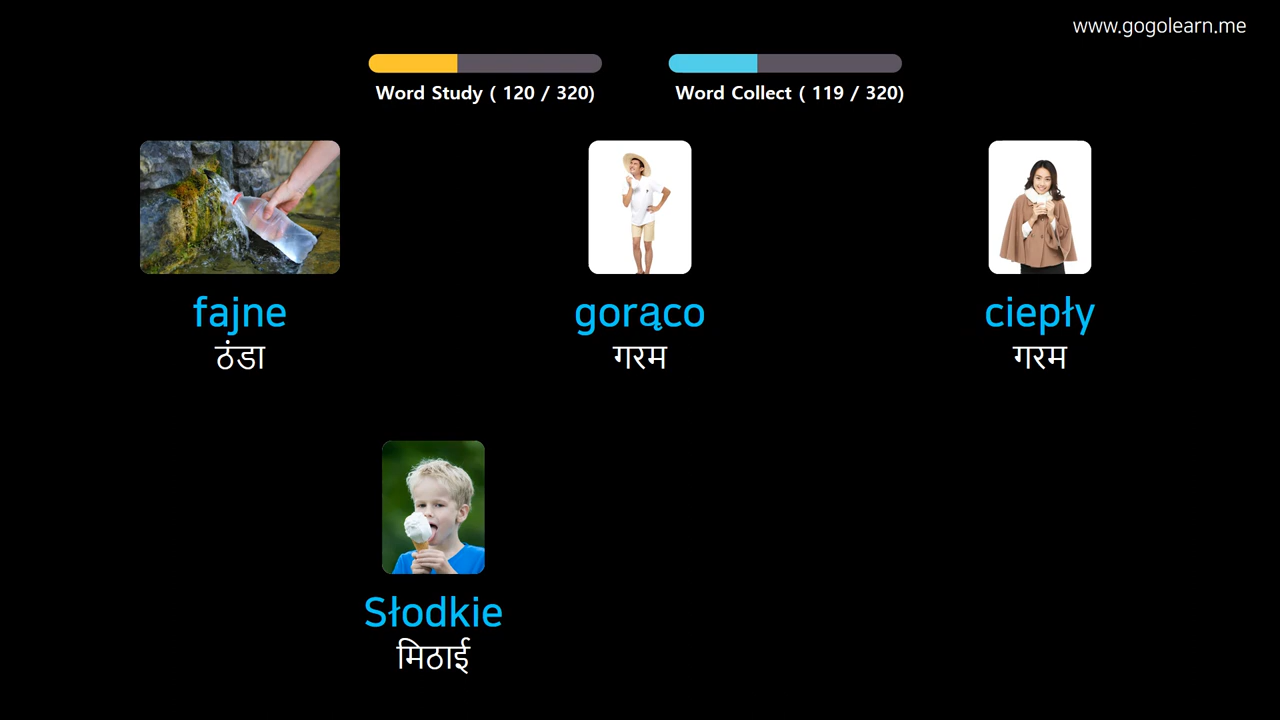 www.gogolearn.me
Word Study ( 120 / 320)
Word Collect ( 119 / 320)
fajne
gorąco
ciepły
ठंडा
गरम
गरम
Słodkie
मिठाई